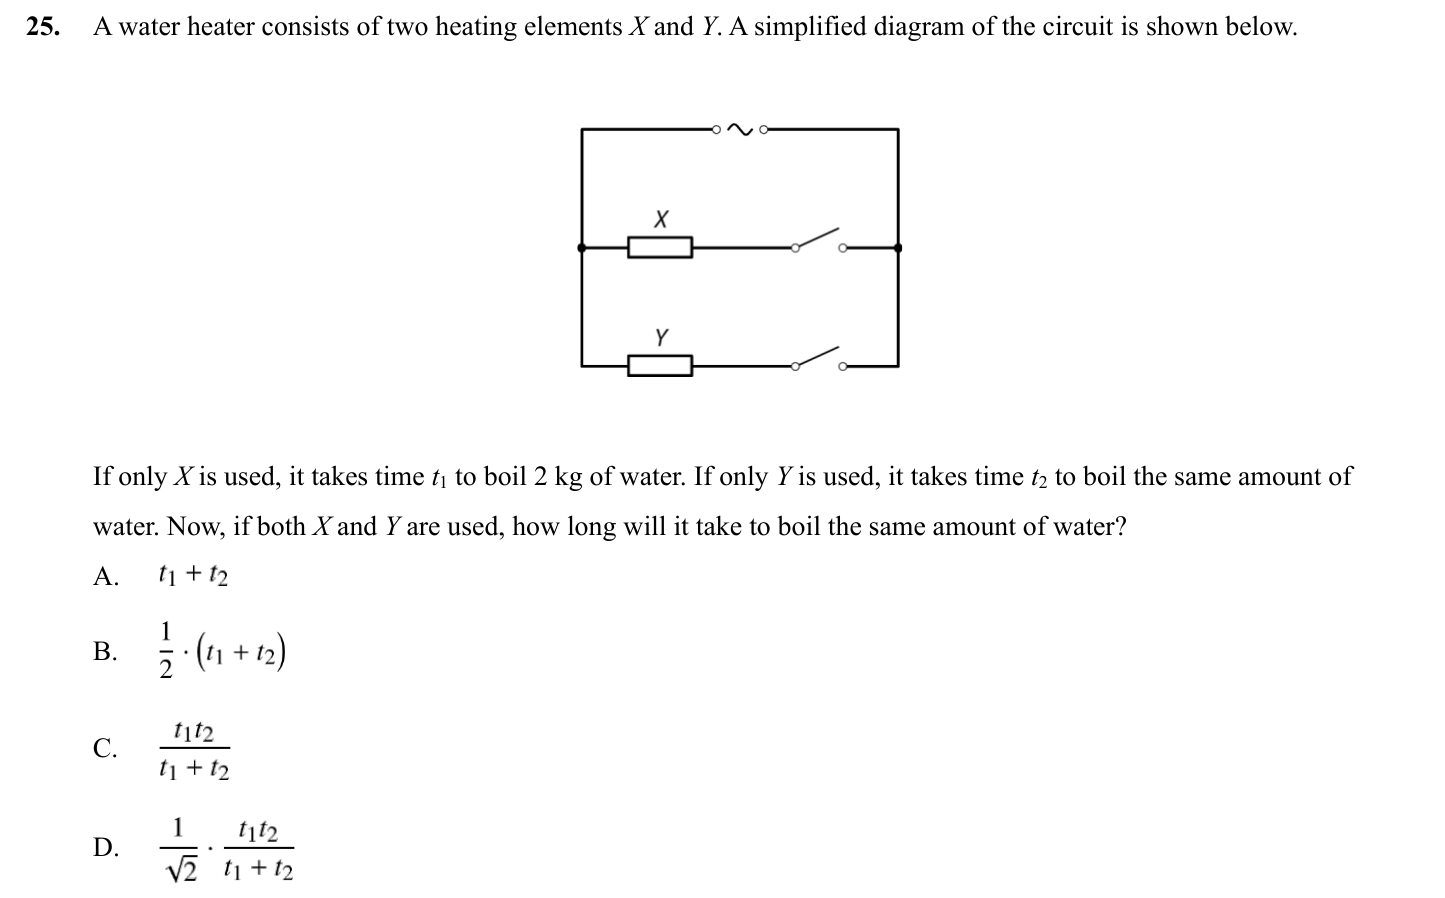 25. A water heater consists of two heating elements X and Y. A simplified diagram of the circuit is shown below.
X
Y
If only X is used, it takes time t₁ to boil 2 kg of water. If only Y is used, it takes time t₂ to boil the same amount of
water. Now, if both X and Y are used, how long will it take to boil the same amount of water?
A. t₁ + t₂
B. 1/2 · (t₁ + t₂)
C. t₁t₂/(t₁ + t₂)
D. 1/√2 · t₁t₂/(t₁ + t₂)